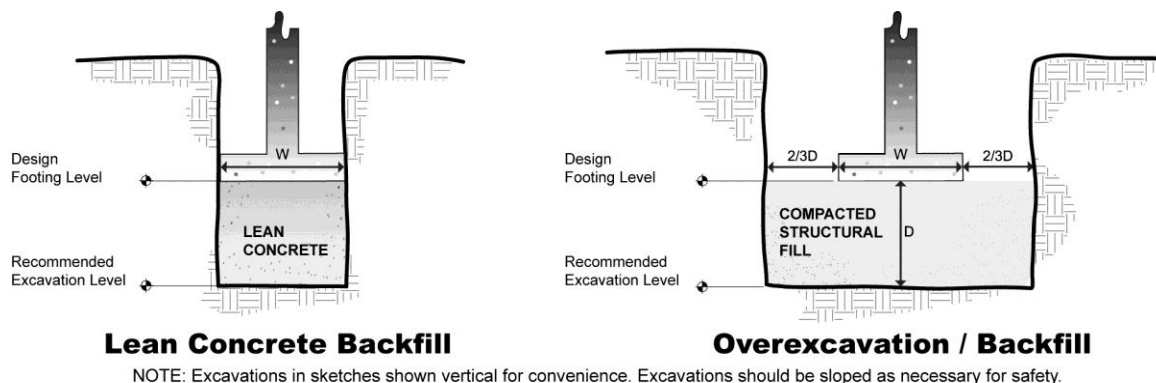 W
Design
Footing Level
LEAN
CONCRETE
Recommended
Excavation Level
Lean Concrete Backfill
2/3D
W
2/3D
Design
Footing Level
COMPACTED
STRUCTURAL
FILL
D
Recommended
Excavation Level
Overexcavation / Backfill
NOTE: Excavations in sketches shown vertical for convenience. Excavations should be sloped as necessary for safety.